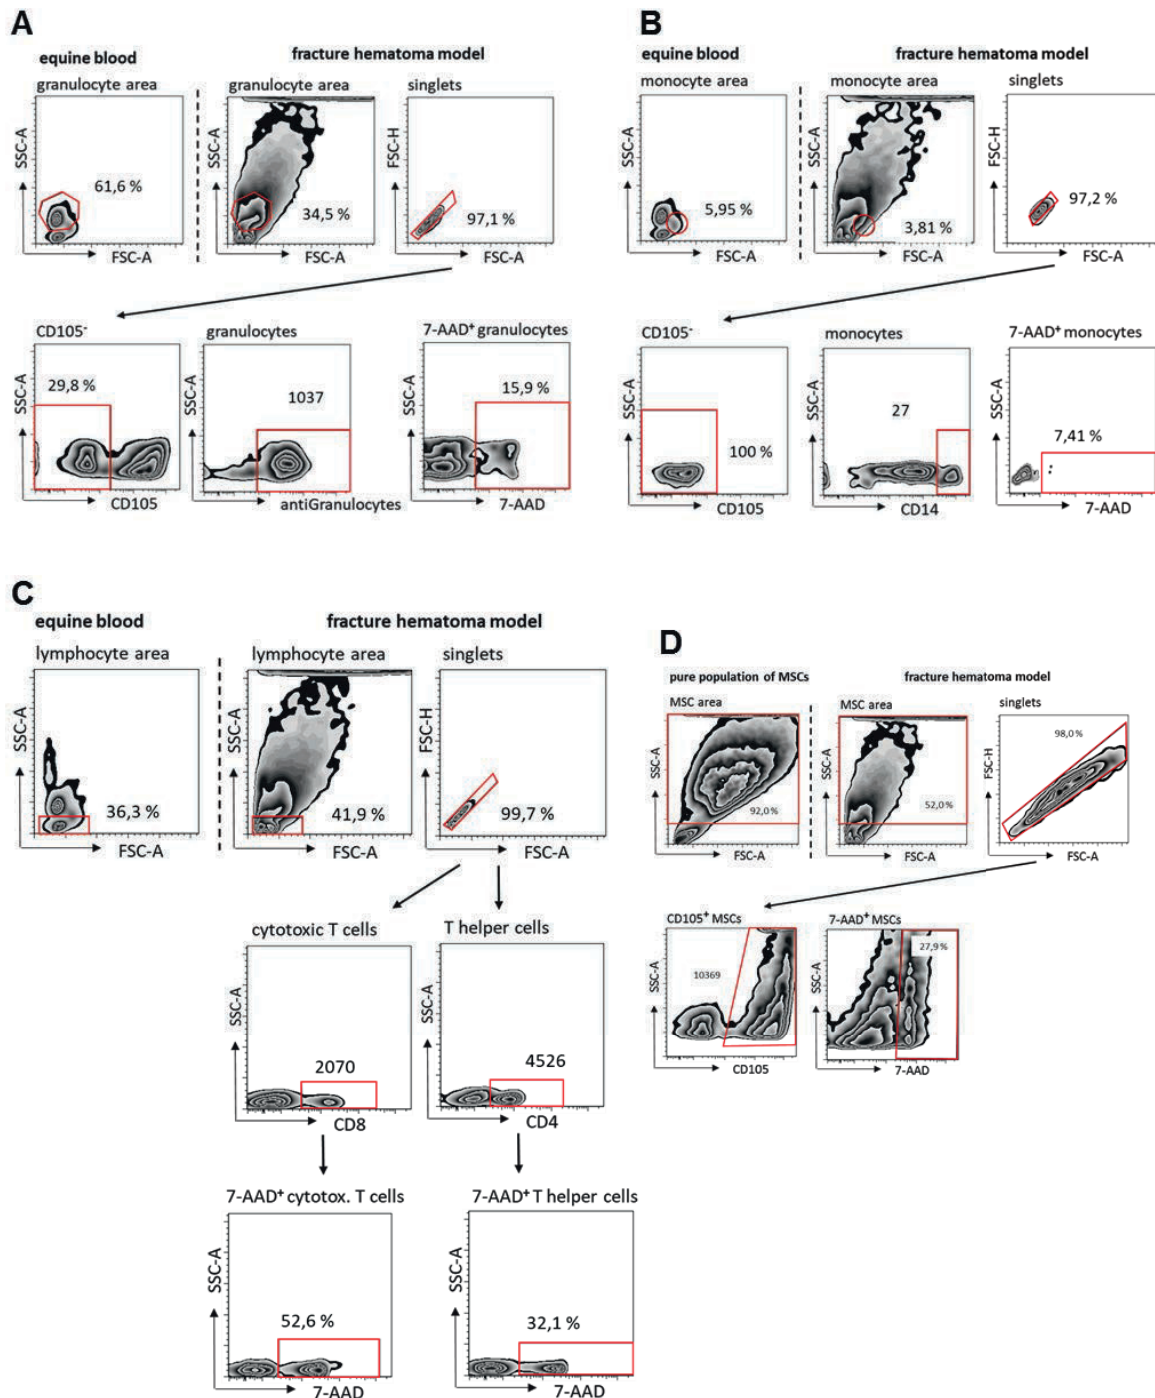 A
equine blood
fracture hematoma model
granulocyte area
granulocyte area
singlets
SSC-A
61,6 %
FSC-A
SSC-A
34,5 %
FSC-A
FSC-H
97,1 %
FSC-A
CD105-
granulocytes
7-AAD+ granulocytes
SSC-A
29,8 %
CD105
SSC-A
1037
antiGranulocytes
SSC-A
15,9 %
7-AAD
B
equine blood
fracture hematoma model
monocyte area
monocyte area
singlets
SSC-A
5,95 %
FSC-A
SSC-A
3,81 %
FSC-A
FSC-H
97,2 %
FSC-A
CD105-
monocytes
7-AAD+ monocytes
SSC-A
100 %
CD105
SSC-A
27
CD14
SSC-A
7,41 %
7-AAD
C
equine blood
fracture hematoma model
lymphocyte area
lymphocyte area
singlets
SSC-A
36,3 %
FSC-A
SSC-A
41,9 %
FSC-A
FSC-H
99,7 %
FSC-A
cytotoxic T cells
T helper cells
SSC-A
2070
CD8
SSC-A
4526
CD4
7-AAD+ cytotox. T cells
7-AAD+ T helper cells
SSC-A
52,6 %
7-AAD
SSC-A
32,1 %
7-AAD
D
pure population of MSCs
fracture hematoma model
MSC area
MSC area
singlets
SSC-A
92,0 %
FSC-A
SSC-A
52,0 %
FSC-A
FSC-H
98,0 %
FSC-A
CD105+ MSCs
7-AAD+ MSCs
SSC-A
10369
CD105
SSC-A
27,9 %
7-AAD